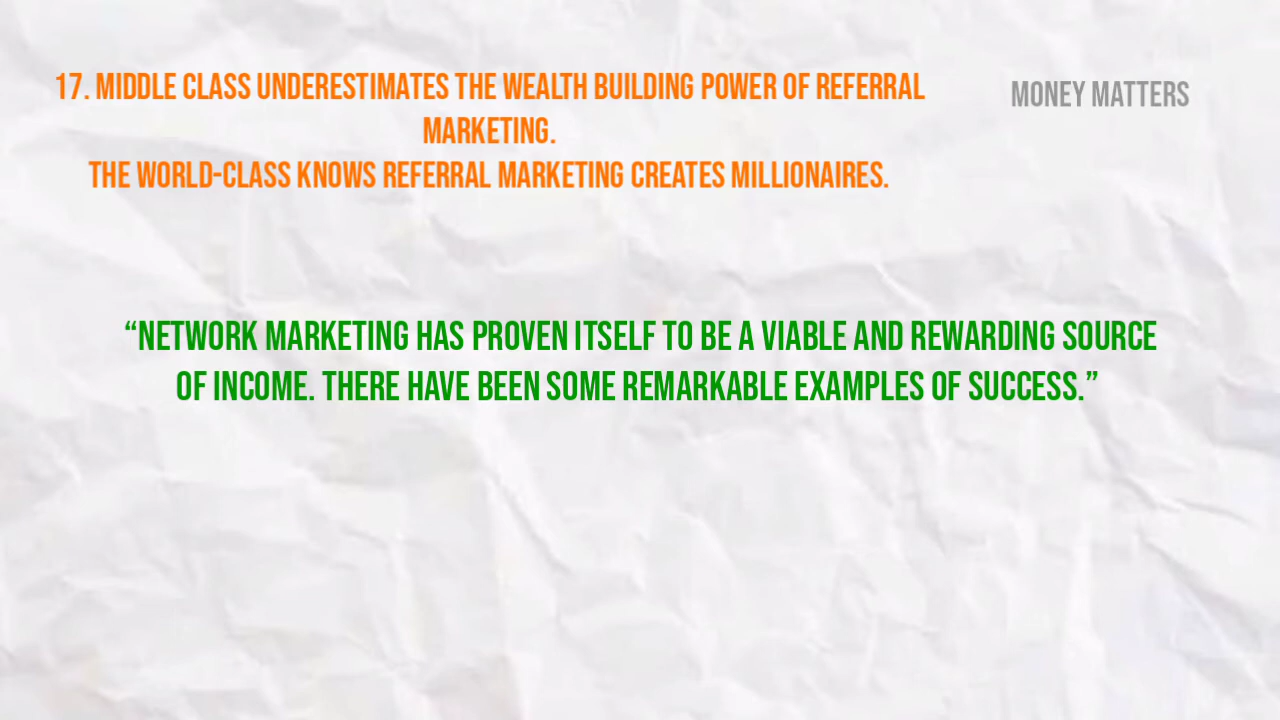 17. MIDDLE CLASS UNDERESTIMATES THE WEALTH BUILDING POWER OF REFERRAL
MARKETING.
THE WORLD-CLASS KNOWS REFERRAL MARKETING CREATES MILLIONAIRES.
MONEY MATTERS
“NETWORK MARKETING HAS PROVEN ITSELF TO BE A VIABLE AND REWARDING SOURCE
OF INCOME. THERE HAVE BEEN SOME REMARKABLE EXAMPLES OF SUCCESS.”